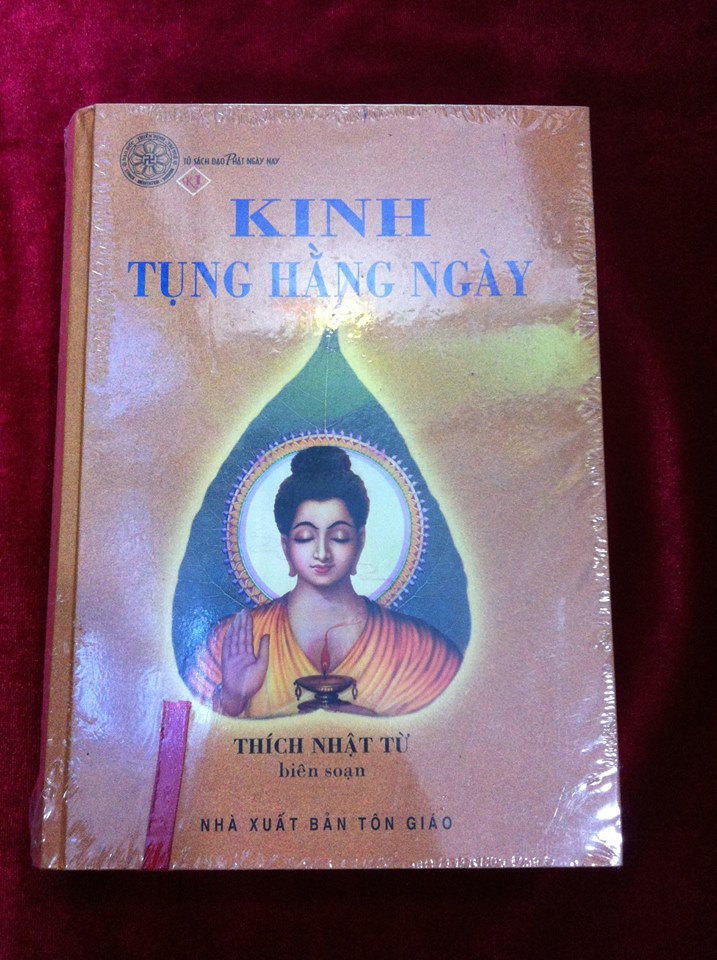 TỦ SÁCH ĐẠO PHẬT NGÀY NAY
KINH
TỤNG HẰNG NGÀY
THÍCH NHẬT TỪ
biên soạn
NHÀ XUẤT BẢN TÔN GIÁO